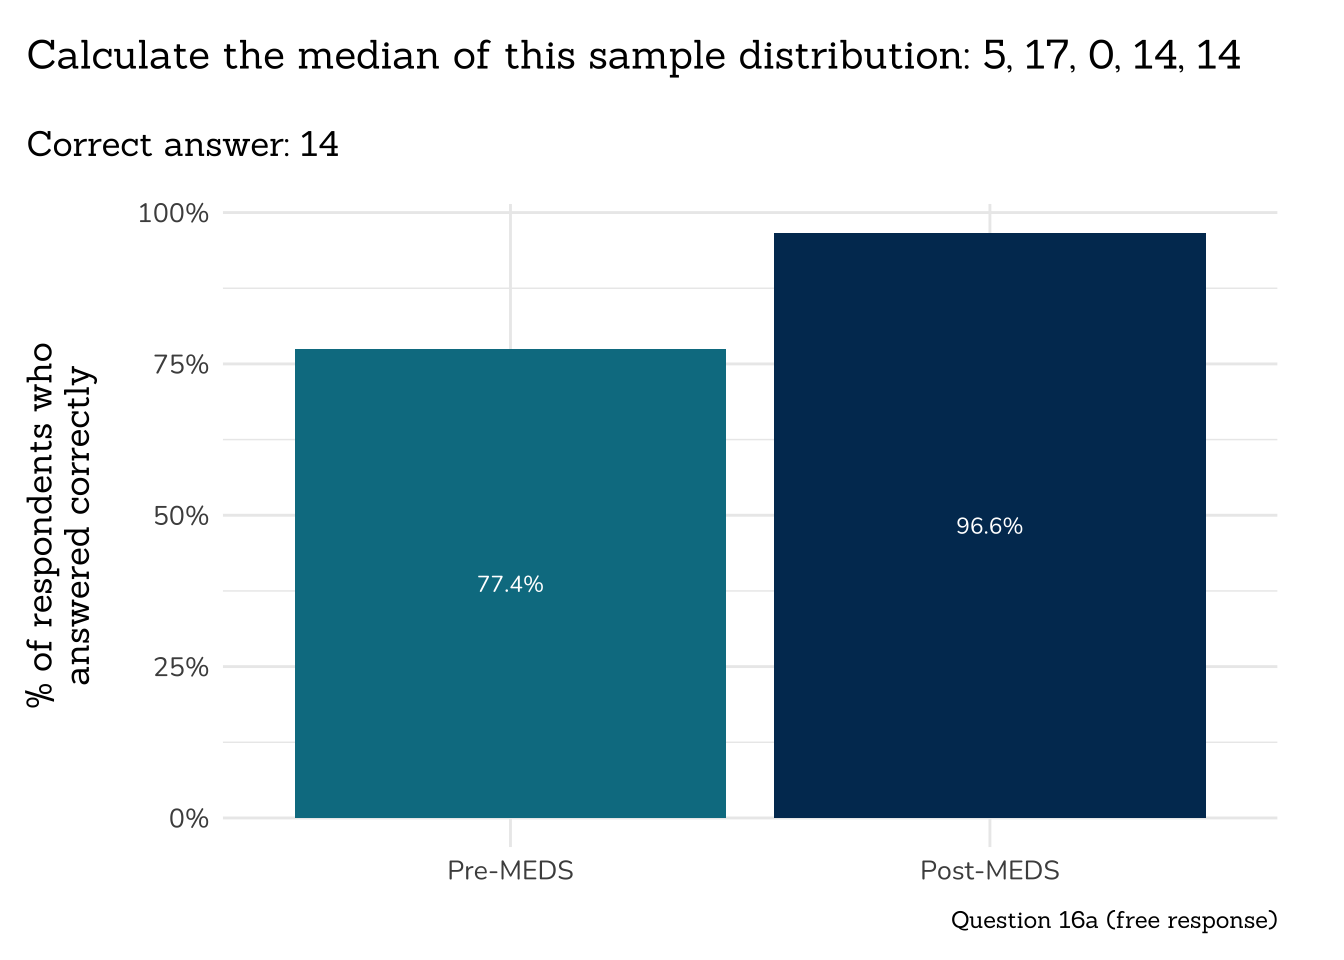 Calculate the median of this sample distribution: 5, 17, 0, 14, 14
Correct answer: 14
% of respondents who
answered correctly
100%
75%
50%
25%
0%
77.4%
96.6%
Pre-MEDS
Post-MEDS
Question 16a (free response)